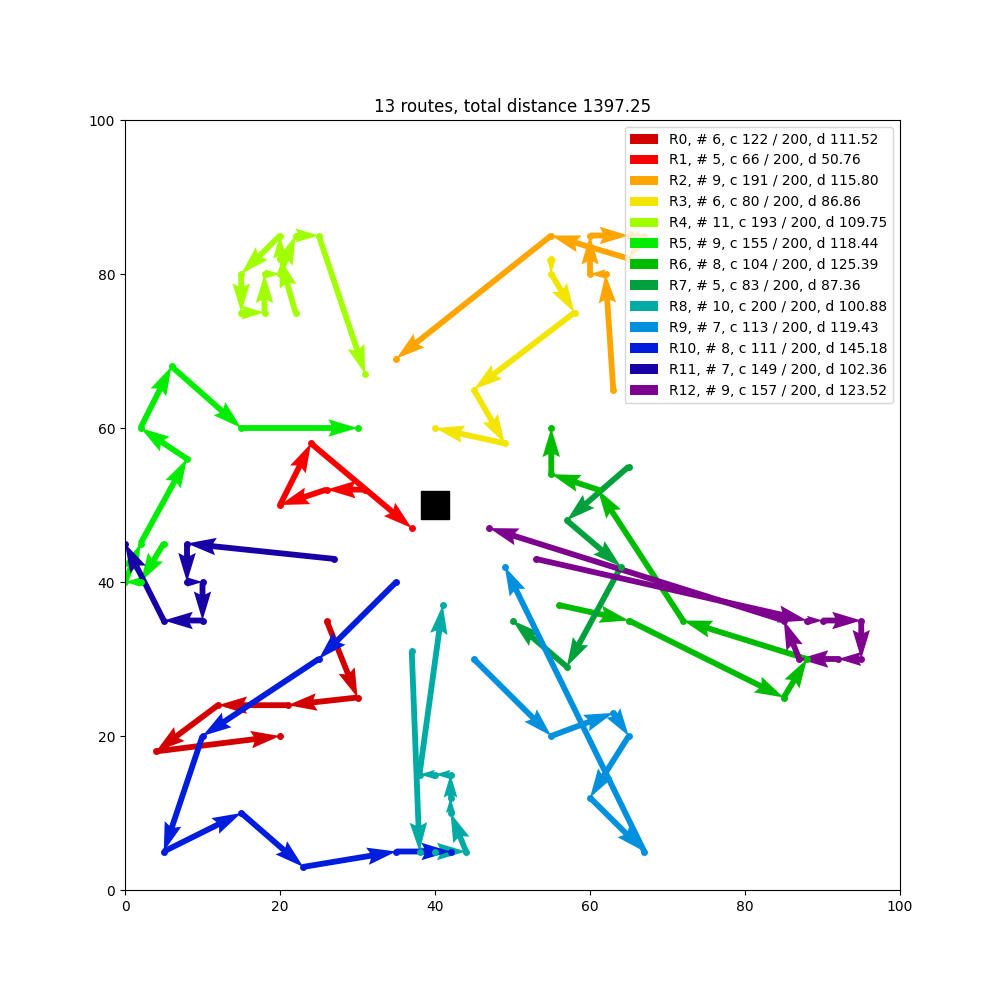 13 routes, total distance 1397.25
R0, # 6, c 122 / 200, d 111.52
R1, # 5, c 66 / 200, d 50.76
R2, # 9, c 191 / 200, d 115.80
R3, # 6, c 80 / 200, d 86.86
R4, # 11, c 193 / 200, d 109.75
R5, # 9, c 155 / 200, d 118.44
R6, # 8, c 104 / 200, d 125.39
R7, # 5, c 83 / 200, d 87.36
R8, # 10, c 200 / 200, d 100.88
R9, # 7, c 113 / 200, d 119.43
R10, # 8, c 111 / 200, d 145.18
R11, # 7, c 149 / 200, d 102.36
R12, # 9, c 157 / 200, d 123.52
100
80
60
40
20
0
0 20 40 60 80 100